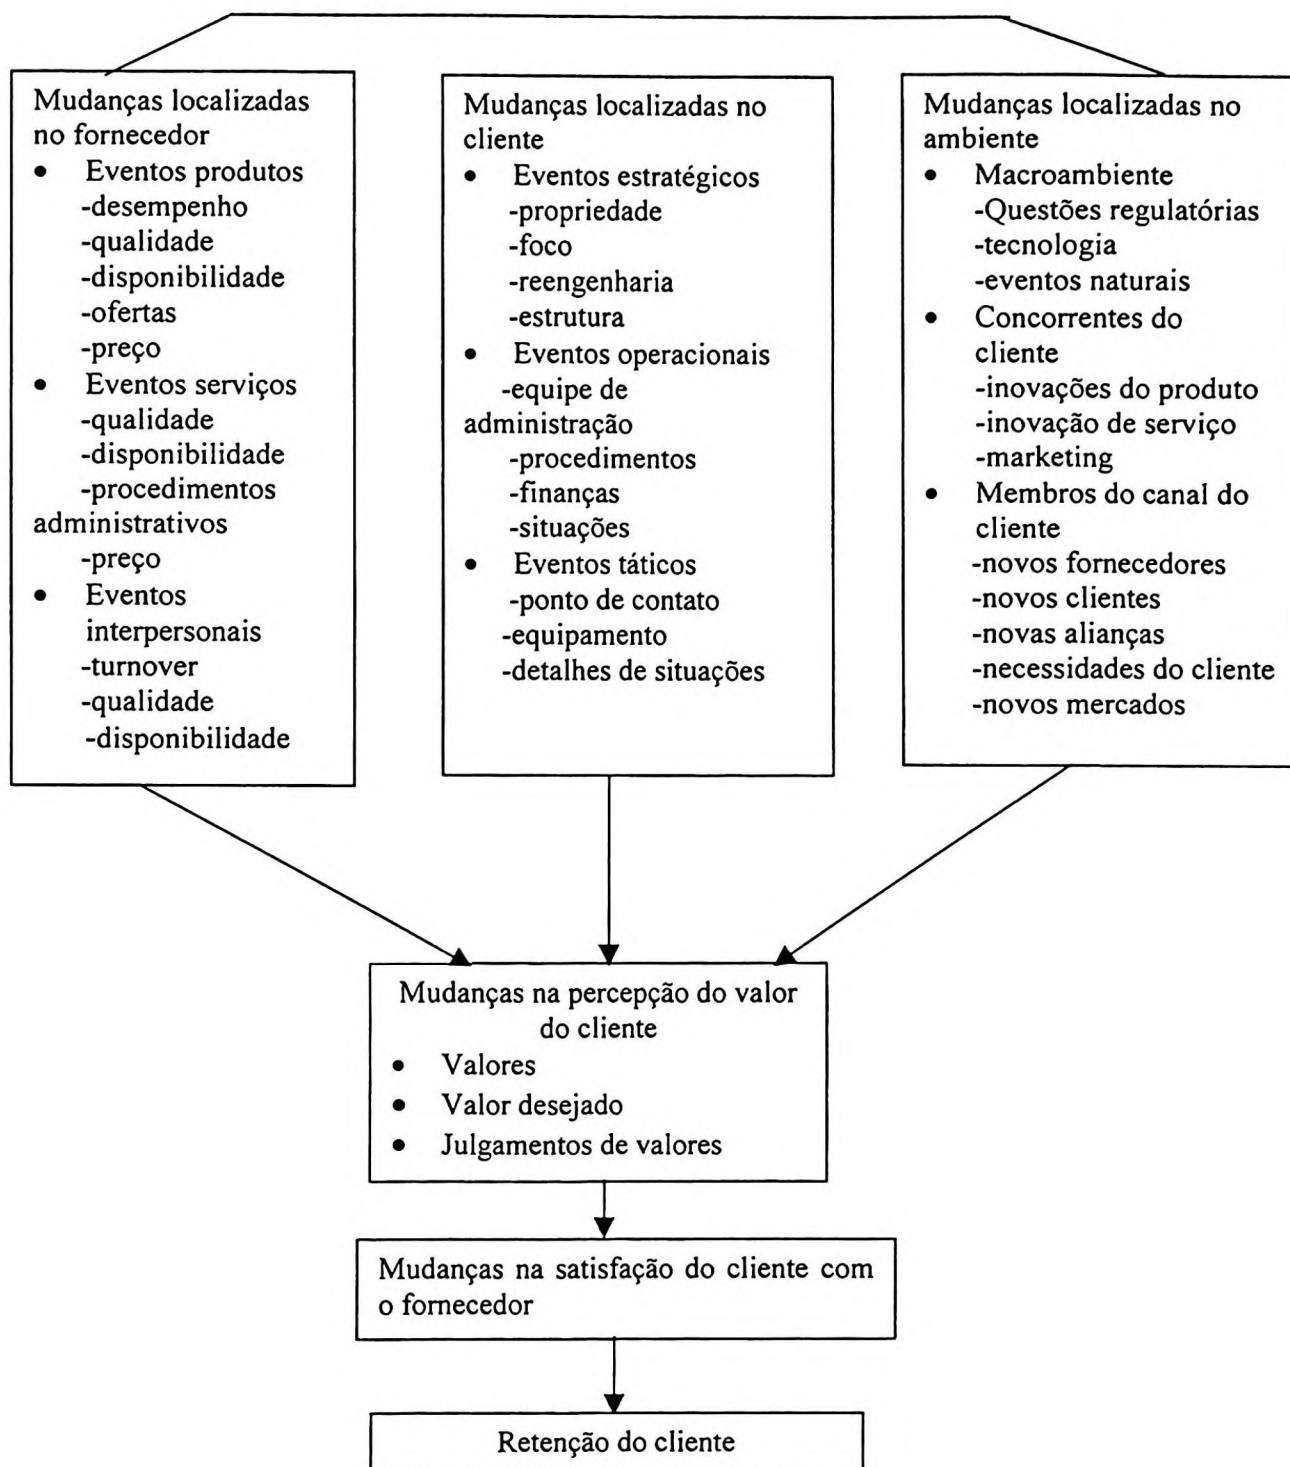 Mudanças localizadas
no fornecedor
• Eventos produtos
-desempenho
-qualidade
-disponibilidade
-ofertas
-preço
• Eventos serviços
-qualidade
-disponibilidade
-procedimentos
administrativos
-preço
• Eventos
interpersonais
-turnover
-qualidade
-disponibilidade
Mudanças localizadas no
cliente
• Eventos estratégicos
-propriedade
-foco
-reengenharia
-estrutura
• Eventos operacionais
-equipe de
administração
-procedimentos
-finanças
-situações
• Eventos táticos
-ponto de contato
-equipamento
-detalhes de situações
Mudanças localizadas no
ambiente
• Macroambiente
-Questões regulatórias
-tecnologia
-eventos naturais
• Concorrentes do
cliente
-inovações do produto
-inovação de serviço
-marketing
• Membros do canal do
cliente
-novos fornecedores
-novos clientes
-novas alianças
-necessidades do cliente
-novos mercados
Mudanças na percepção do valor
do cliente
• Valores
• Valor desejado
• Julgamentos de valores
Mudanças na satisfação do cliente com
o fornecedor
Retenção do cliente